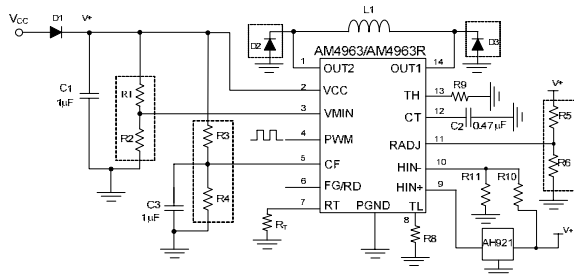 L1
VCC
D1
V+
D2
D3
AM4963/AM4963R
1
OUT2
OUT1
14
2
VCC
TH
13
R9
C1
1µF
R1
3
VMIN
CT
12
C2
0.47µF
V+
R2
R3
4
PWM
RADJ
11
R5
5
CF
HIN-
10
R6
C3
1µF
R4
6
FG/RD
HIN+
9
R11
R10
7
RT
PGND
TL
8
RT
R8
AH921
V+